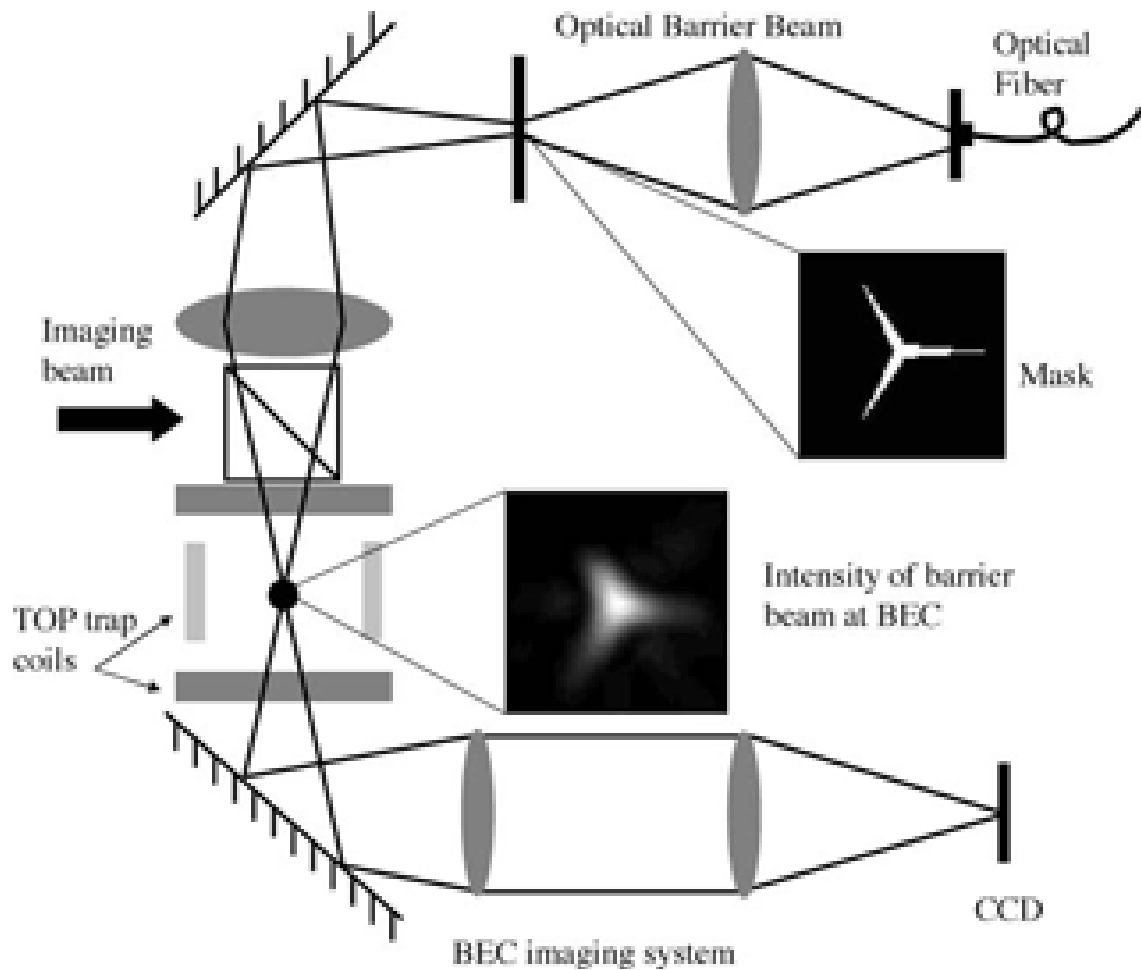 Optical Barrier Beam
Optical
Fiber
Imaging
beam
Mask
Intensity of barrier
beam at BEC
TOP trap
coils
CCD
BEC imaging system